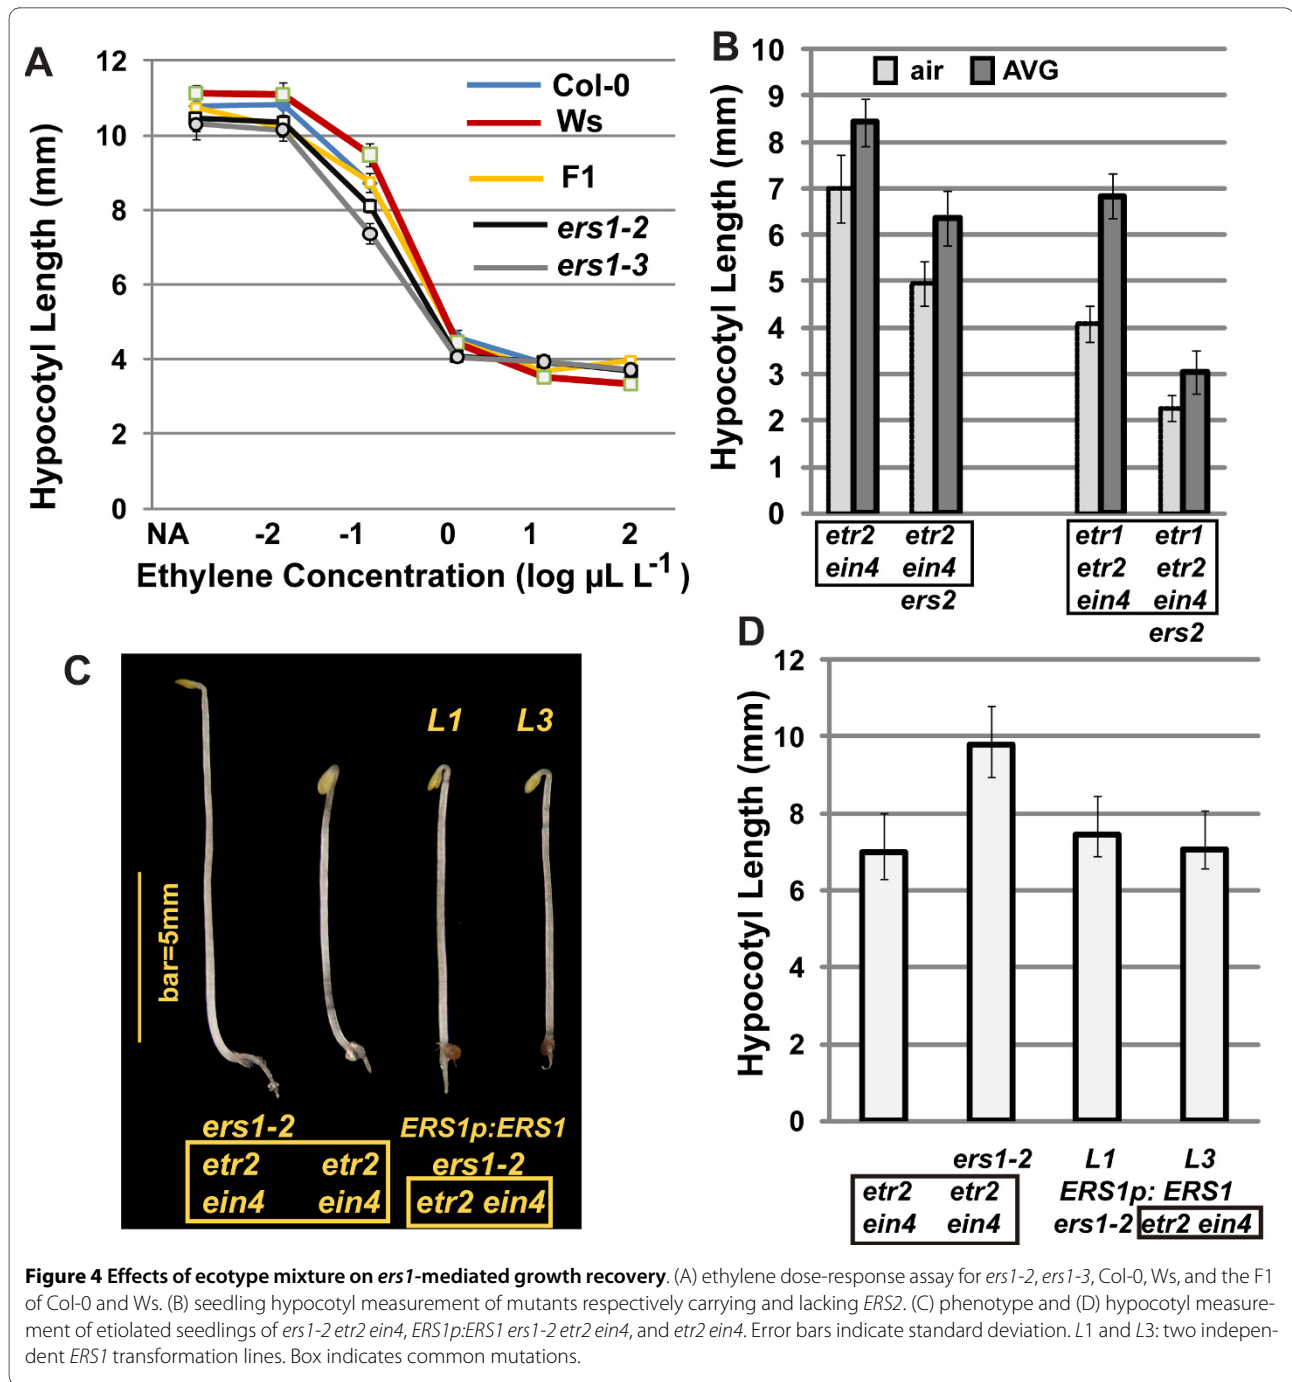 A
12
10
8
6
4
2
0
Hypocotyl Length (mm)
Col-0
Ws
F1
ers1-2
ers1-3
NA -2 -1 0 1 2
Ethylene Concentration (log µL L-1 )
B
10
9
8
7
6
5
4
3
2
1
0
Hypocotyl Length (mm)
air AVG
etr2 etr2 etr1 etr1
ein4 ein4 etr2 etr2
ers2 ein4 ein4
ers2
C
L1 L3
bar=5mm
ers1-2 ERS1p:ERS1
etr2 etr2 ers1-2
ein4 ein4 etr2 ein4
D
12
10
8
6
4
2
0
Hypocotyl Length (mm)
ers1-2 L1 L3
etr2 etr2 ERS1p: ERS1
ein4 ein4 ers1-2 etr2 ein4
Figure 4 Effects of ecotype mixture on ers1-mediated growth recovery. (A) ethylene dose-response assay for ers1-2, ers1-3, Col-0, Ws, and the F1
of Col-0 and Ws. (B) seedling hypocotyl measurement of mutants respectively carrying and lacking ERS2. (C) phenotype and (D) hypocotyl measure-
ment of etiolated seedlings of ers1-2 etr2 ein4, ERS1p:ERS1 ers1-2 etr2 ein4, and etr2 ein4. Error bars indicate standard deviation. L1 and L3: two indepen-
dent ERS1 transformation lines. Box indicates common mutations.